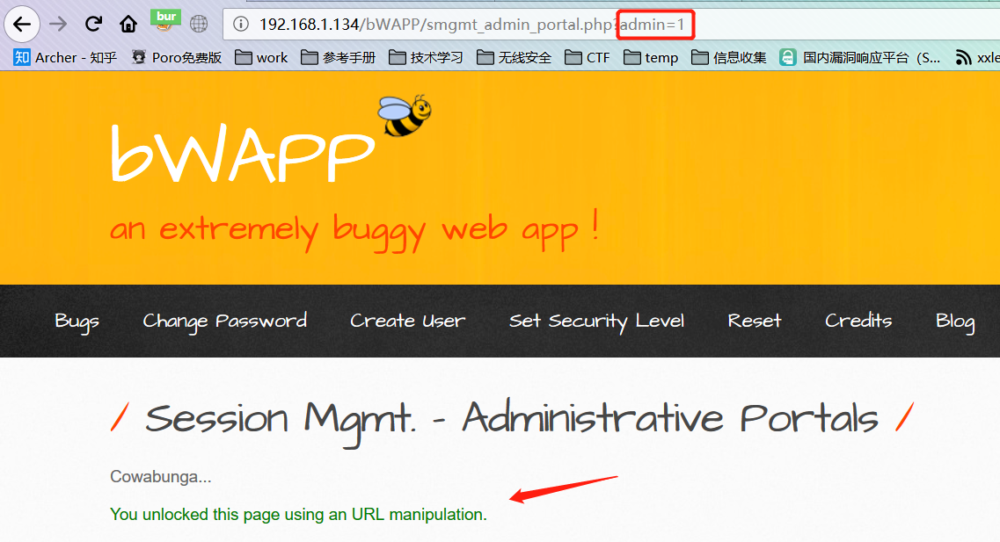 bur
192.168.1.134/bWAPP/smgmt_admin_portal.php?admin=1
知 Archer - 知乎 Poro免费版 work 参考手册 技术学习 无线安全 CTF temp 信息收集 国内漏洞响应平台（S... xxle
bWAPP
an extremely buggy web app !
Bugs Change Password Create User Set Security Level Reset Credits Blog
/ Session Mgmt. - Administrative Portals /
Cowabunga...
You unlocked this page using an URL manipulation.